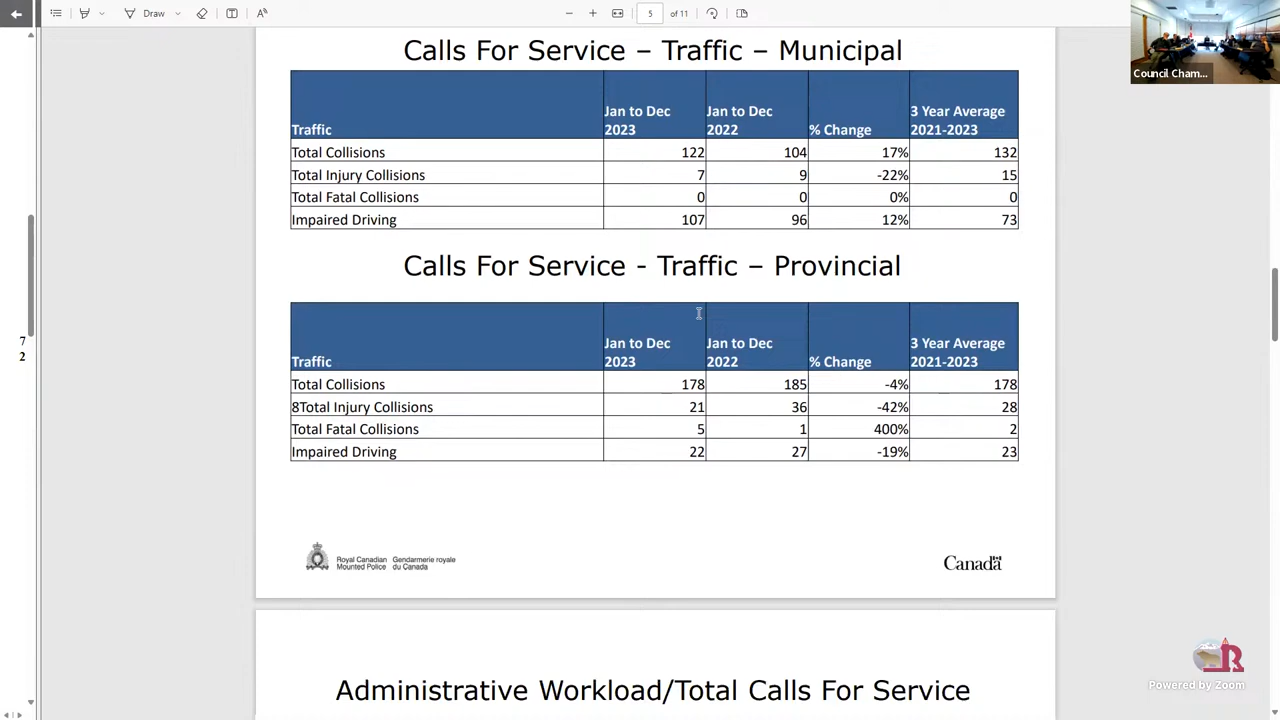 Draw
5 of 11
Council Cham...
Calls For Service – Traffic – Municipal
Traffic Jan to Dec 2023 Jan to Dec 2022 % Change 3 Year Average 2021-2023
Total Collisions 122 104 17% 132
Total Injury Collisions 7 9 -22% 15
Total Fatal Collisions 0 0 0% 0
Impaired Driving 107 96 12% 73
Calls For Service - Traffic – Provincial
Traffic Jan to Dec 2023 Jan to Dec 2022 % Change 3 Year Average 2021-2023
Total Collisions 178 185 -4% 178
8Total Injury Collisions 21 36 -42% 28
Total Fatal Collisions 5 1 400% 2
Impaired Driving 22 27 -19% 23
7
2
Royal Canadian Gendarmerie royale
Mounted Police du Canada
Canada
R
Powered by Zoom
Administrative Workload/Total Calls For Service